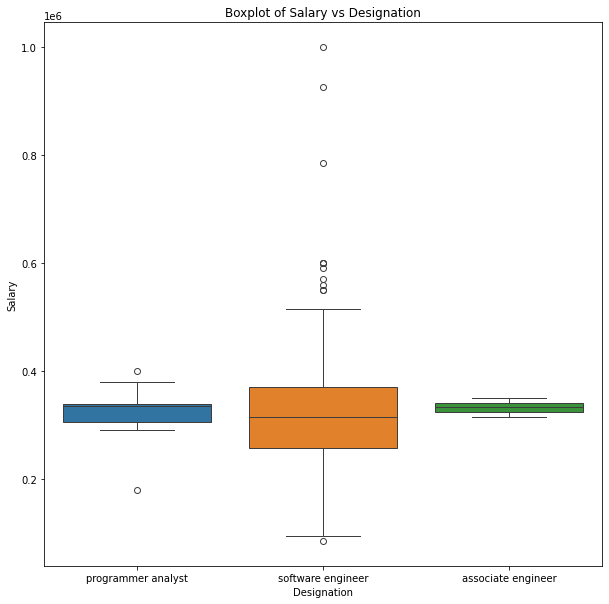 Boxplot of Salary vs Designation
1e6
1.0
0.8
0.6
0.4
0.2
Salary
programmer analyst software engineer associate engineer
Designation